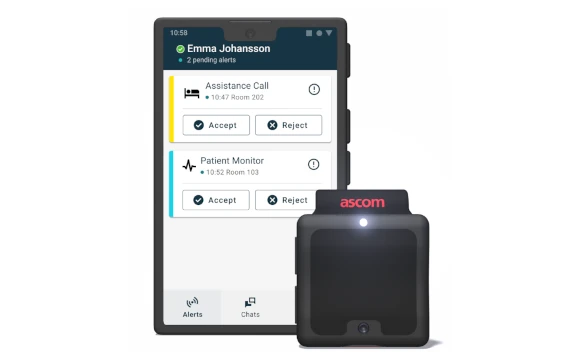 10:58
Emma Johansson
2 pending alerts
Assistance Call
10:47 Room 202
Accept
Reject
Patient Monitor
10:52 Room 103
Accept
Reject
Alerts
Chats
ascom